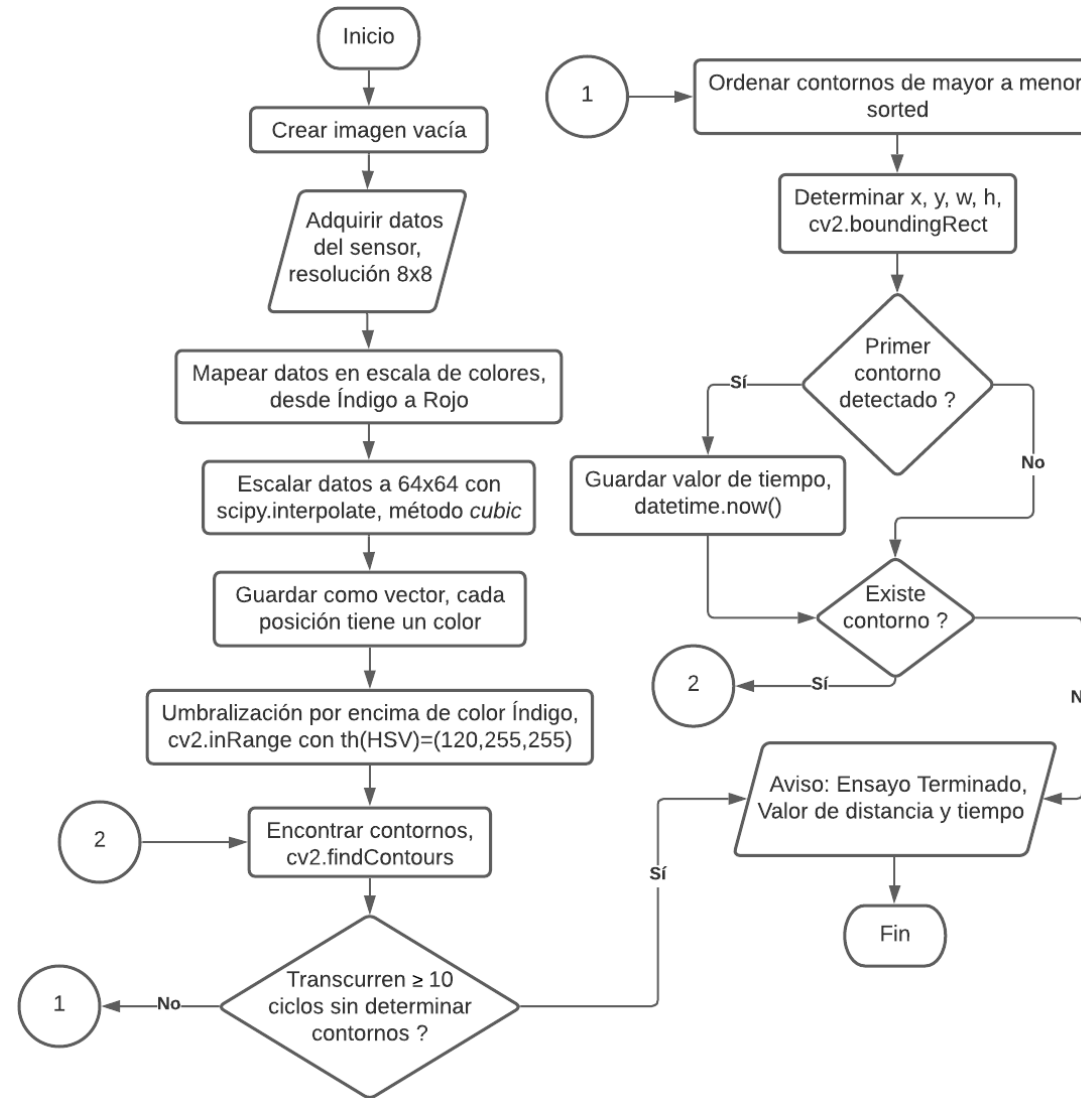 Inicio
Crear imagen vacía
Adquirir datos
del sensor,
resolución 8x8
Mapear datos en escala de colores,
desde Índigo a Rojo
Escalar datos a 64x64 con
scipy.interpolate, método cubic
Guardar como vector, cada
posición tiene un color
Umbralización por encima de color Índigo,
cv2.inRange con th(HSV)=(120,255,255)
2
Encontrar contornos,
cv2.findContours
Transcurren ≥ 10
ciclos sin determinar
contornos ?
No
1
Sí
1
Ordenar contornos de mayor a menor
sorted
Determinar x, y, w, h,
cv2.boundingRect
Primer
contorno
detectado ?
Sí
No
Guardar valor de tiempo,
datetime.now()
Existe
contorno ?
Sí
2
Aviso: Ensayo Terminado,
Valor de distancia y tiempo
Fin